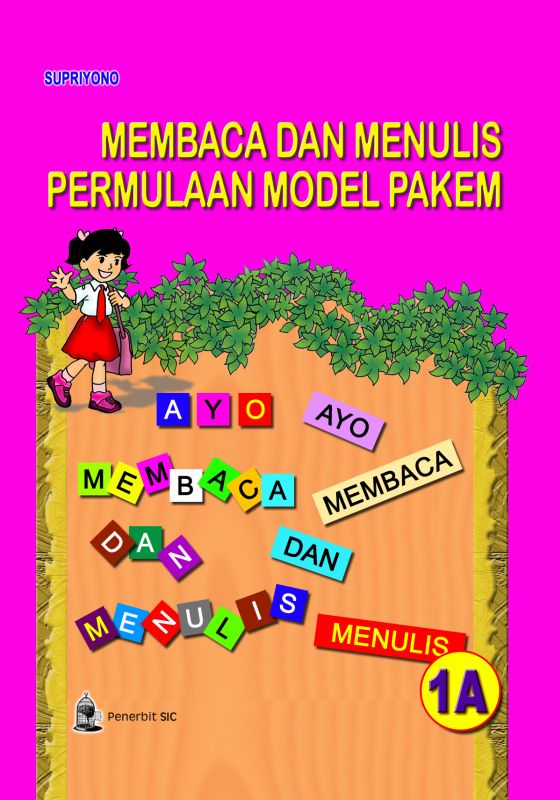 SUPRIYONO
MEMBACA DAN MENULIS
PERMULAAN MODEL PAKEM
AYO AYO
MEMBACA MEMBACA
DAN DAN
MENULIS MENULIS
1A
Penerbit SIC